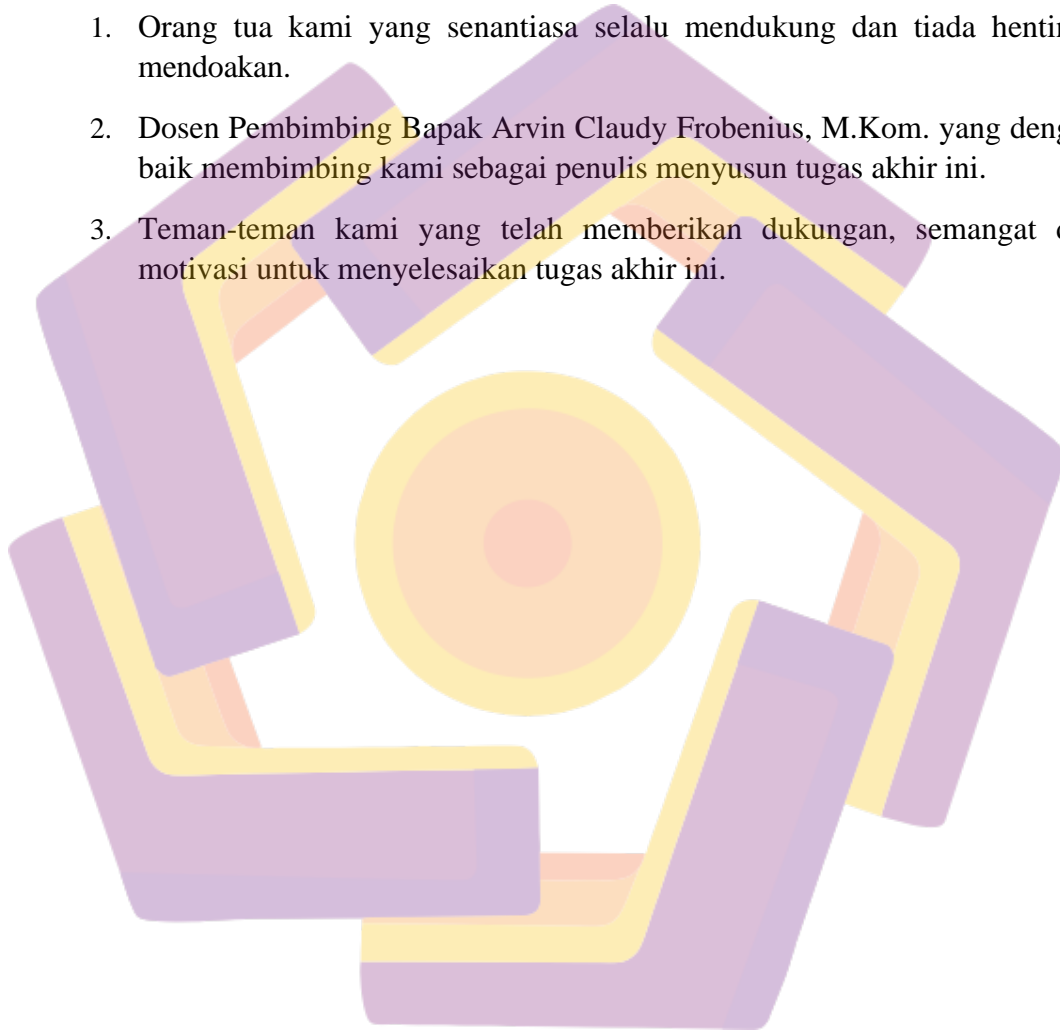 1. Orang tua kami yang senantiasa selalu mendukung dan tiada hentin
mendoakan.
2. Dosen Pembimbing Bapak Arvin Claudy Frobenius, M.Kom. yang deng
baik membimbing kami sebagai penulis menyusun tugas akhir ini.
3. Teman-teman kami yang telah memberikan dukungan, semangat
motivasi untuk menyelesaikan tugas akhir ini.